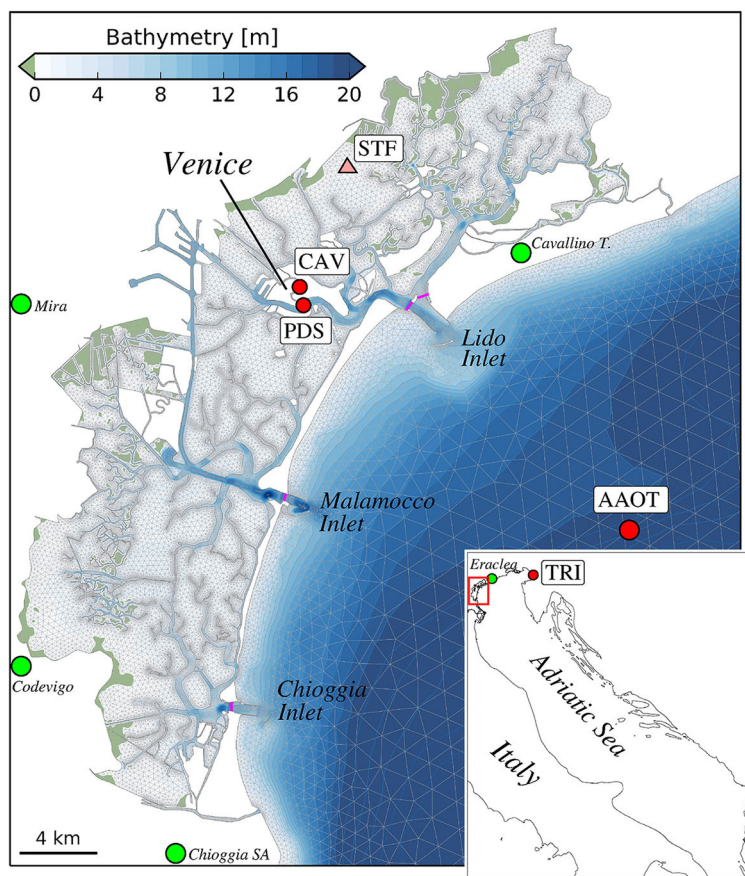 Bathymetry [m]
0 4 8 12 16 20
STF
Venice
Cavallino T.
CAV
Mira
PDS
Lido
Inlet
Malamocco
Inlet
AAOT
Eraclea
TRI
Codevigo
Chioggia
Inlet
Adriatic Sea
Italy
4 km
Chioggia SA